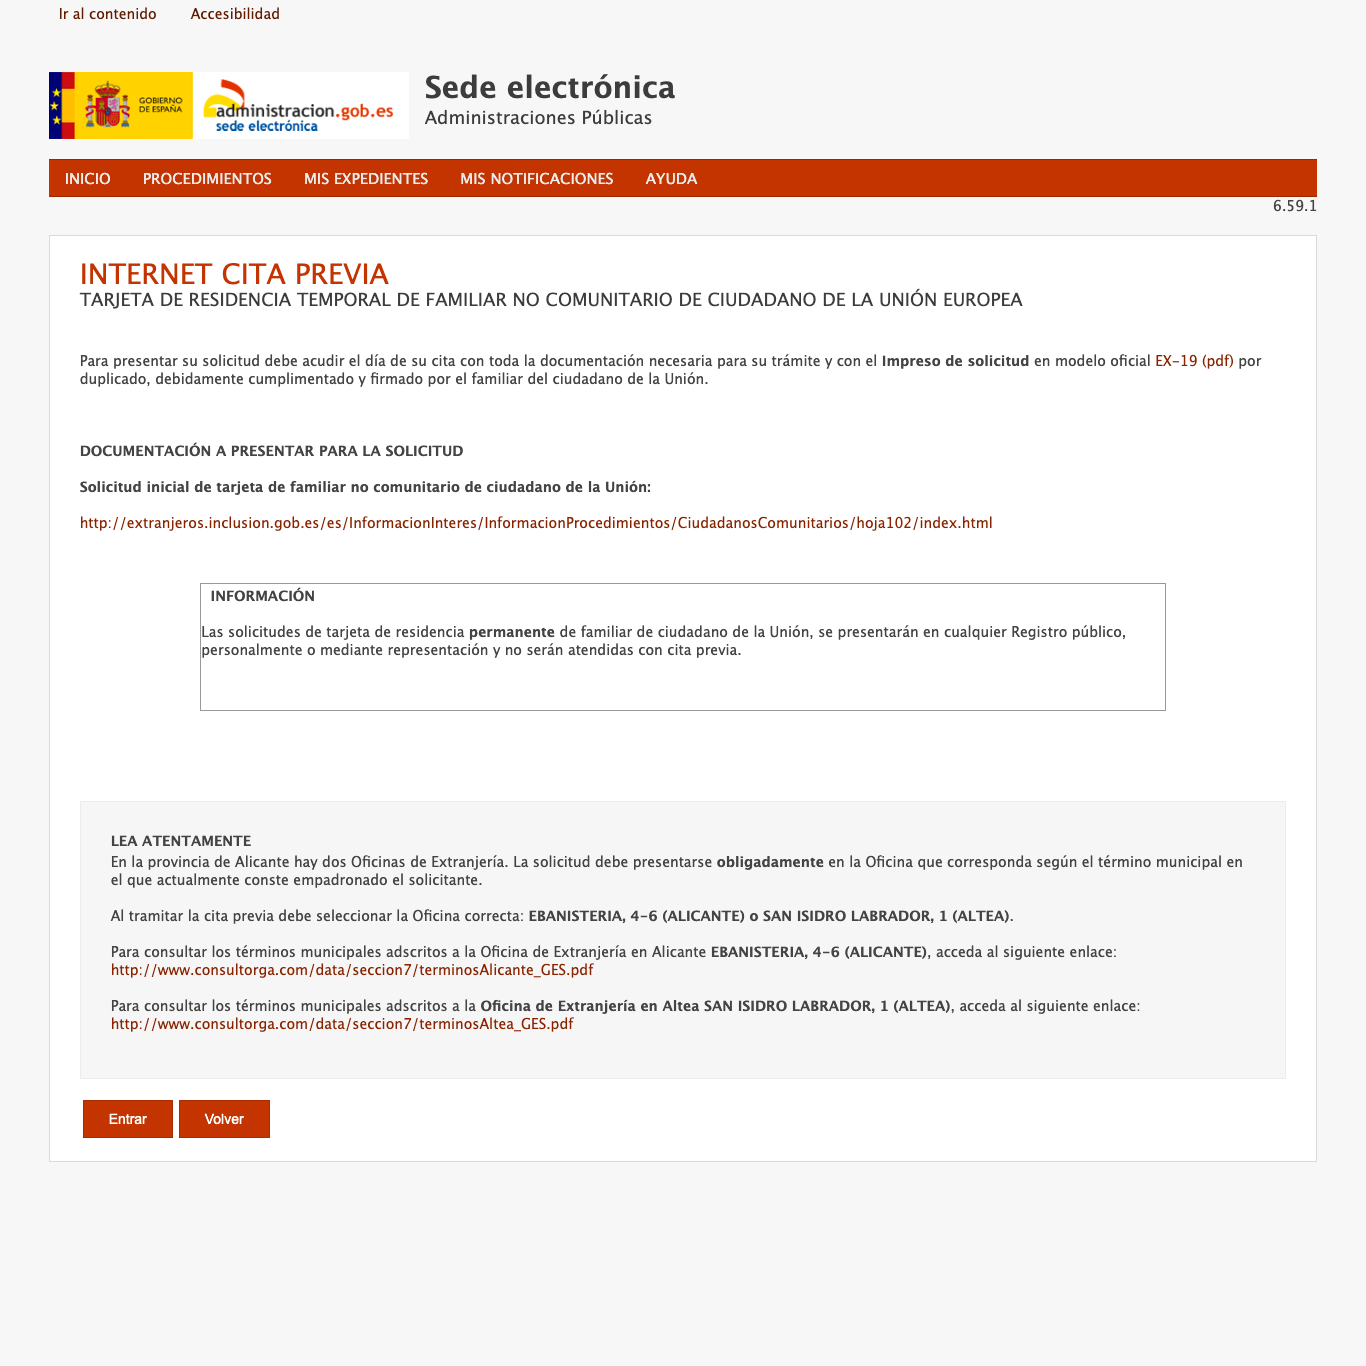 Ir al contenido Accesibilidad
GOBIERNO
DE ESPAÑA
administracion.gob.es
sede electrónica
Sede electrónica
Administraciones Públicas
INICIO PROCEDIMIENTOS MIS EXPEDIENTES MIS NOTIFICACIONES AYUDA
6.59.1
INTERNET CITA PREVIA
TARJETA DE RESIDENCIA TEMPORAL DE FAMILIAR NO COMUNITARIO DE CIUDADANO DE LA UNIÓN EUROPEA
Para presentar su solicitud debe acudir el día de su cita con toda la documentación necesaria para su trámite y con el Impreso de solicitud en modelo oficial EX-19 (pdf) por
duplicado, debidamente cumplimentado y firmado por el familiar del ciudadano de la Unión.
DOCUMENTACIÓN A PRESENTAR PARA LA SOLICITUD
Solicitud inicial de tarjeta de familiar no comunitario de ciudadano de la Unión:
http://extranjeros.inclusion.gob.es/es/InformacionInteres/InformacionProcedimientos/CiudadanosComunitarios/hoja102/index.html
INFORMACIÓN
Las solicitudes de tarjeta de residencia permanente de familiar de ciudadano de la Unión, se presentarán en cualquier Registro público,
personalmente o mediante representación y no serán atendidas con cita previa.
LEA ATENTAMENTE
En la provincia de Alicante hay dos Oficinas de Extranjería. La solicitud debe presentarse obligadamente en la Oficina que corresponda según el término municipal en
el que actualmente conste empadronado el solicitante.
Al tramitar la cita previa debe seleccionar la Oficina correcta: EBANISTERIA, 4-6 (ALICANTE) o SAN ISIDRO LABRADOR, 1 (ALTEA).
Para consultar los términos municipales adscritos a la Oficina de Extranjería en Alicante EBANISTERIA, 4-6 (ALICANTE), acceda al siguiente enlace:
http://www.consultorga.com/data/seccion7/terminosAlicante_GES.pdf
Para consultar los términos municipales adscritos a la Oficina de Extranjería en Altea SAN ISIDRO LABRADOR, 1 (ALTEA), acceda al siguiente enlace:
http://www.consultorga.com/data/seccion7/terminosAltea_GES.pdf
Entrar Volver